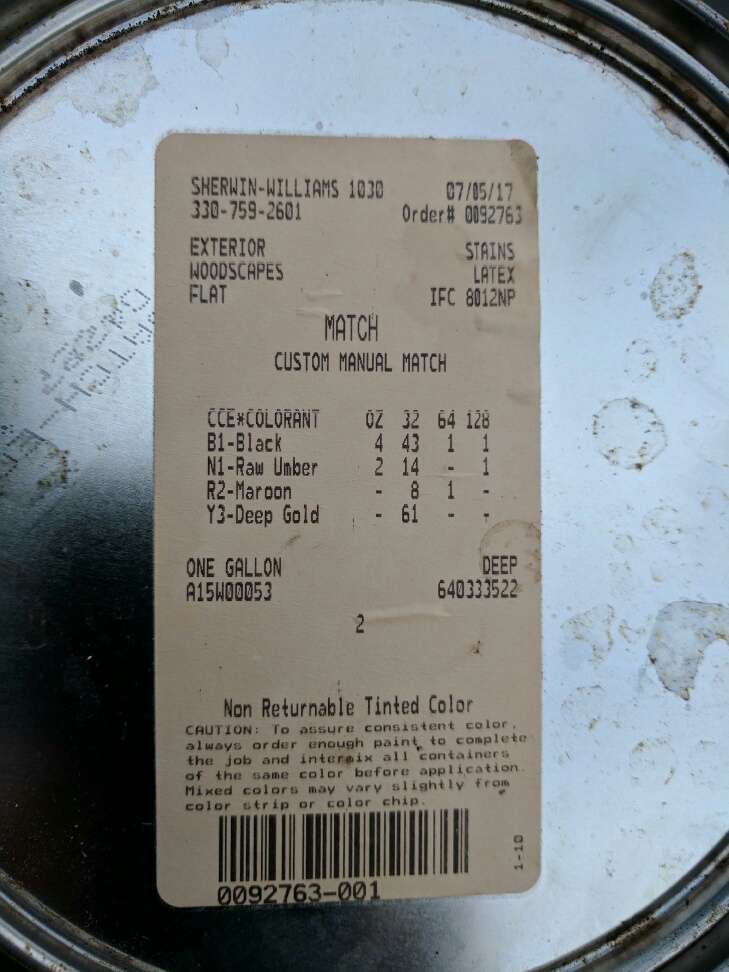 SHERWIN-WILLIAMS 1030 07/05/17
330-759-2601 Order# 0092763
EXTERIOR STAINS
WOODSCAPES LATEX
FLAT IFC 8012NP
MATCH
CUSTOM MANUAL MATCH
CCE*COLORANT OZ 32 64 128
B1-Black 4 43 1 1
N1-Raw Umber 2 14 - 1
R2-Maroon - 8 1 -
Y3-Deep Gold - 61 - -
ONE GALLON DEEP
A15W00053 640333522
2
Non Returnable Tinted Color
CAUTION: To assure consistent color,
always order enough paint to complete
the job and intermix all containers
of the same color before application.
Mixed colors may vary slightly from
color strip or color chip.
1-10
0092763-001